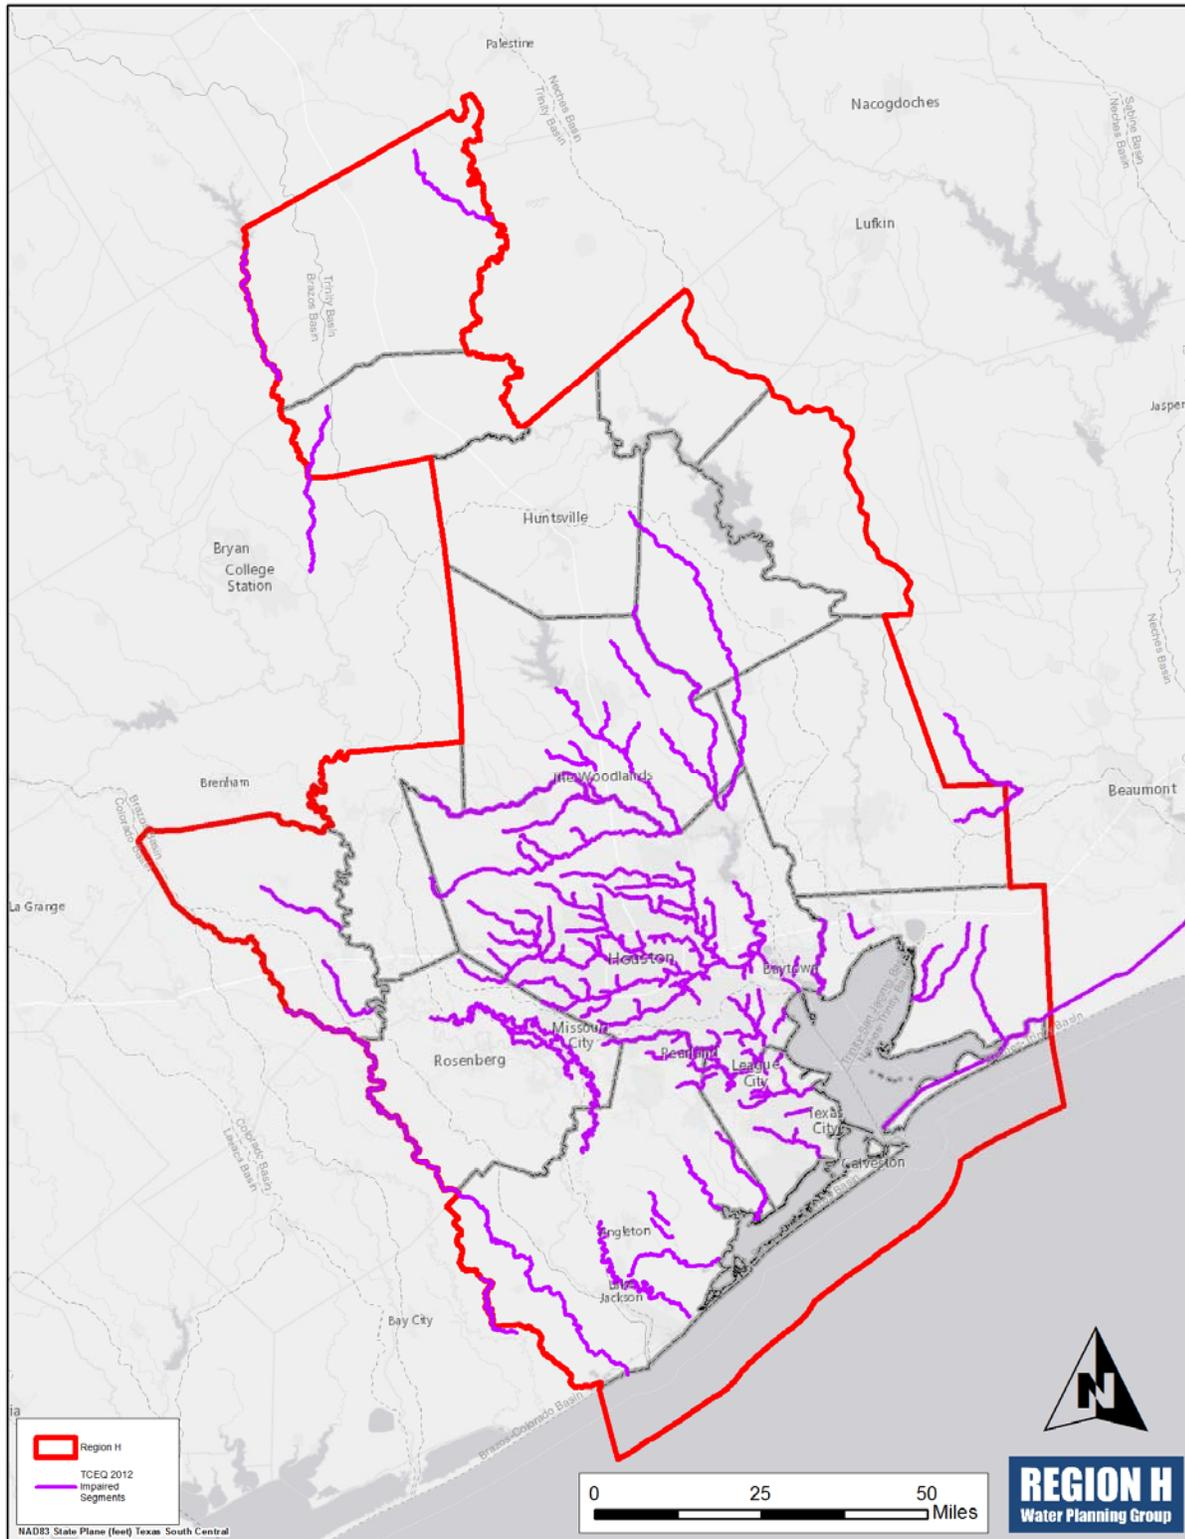 Palestine
Neches Basin
Trinity Basin
Nacogdoches
Sabine Basin
Neches Basin
Lufkin
Trinity Basin
Brazos Basin
Jasper
Huntsville
Bryan
College
Station
Neches Basin
The Woodlands
Brenham
Beaumont
Brazos Basin
Colorado Basin
La Grange
Houston
Baytown
Missouri
City
Rosenberg
Pearland
League
City
Texas
City
Colorado Basin
Lavaca Basin
Galveston
Angleton
Lake
Jackson
Bay City
Brazos-Colorado Basin
ia
Region H
TCEQ 2012
Impaired
Segments
0 25 50
Miles
N
REGION H
Water Planning Group
NAD83 State Plane (feet) Texas South Central